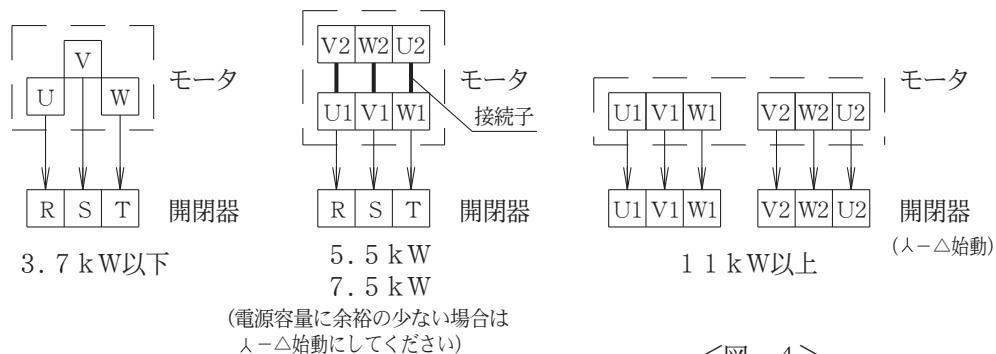 V
U W
モータ
R S T
開閉器
3.7kW以下
V2 W2 U2
モータ
U1 V1 W1
接続子
R S T
開閉器
5.5kW
7.5kW
(電源容量に余裕の少ない場合は
人-△始動にしてください)
モータ
U1 V1 W1 V2 W2 U2
U1 V1 W1 V2 W2 U2
開閉器
(人-△始動)
11kW以上